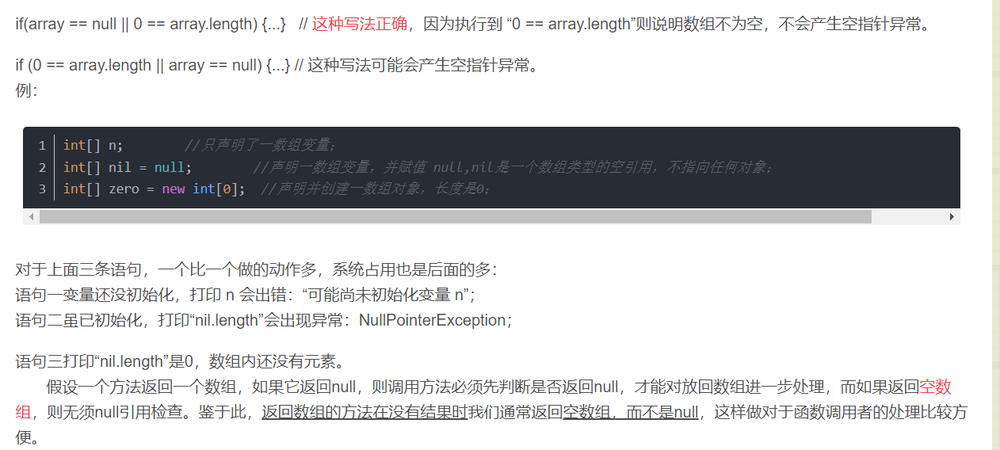 if(array == null || 0 == array.length) {...}   // 这种写法正确，因为执行到 “0 == array.length”则说明数组不为空，不会产生空指针异常。
if (0 == array.length || array == null) {...} // 这种写法可能会产生空指针异常。
例：
1 int[] n;        //只声明了一数组变量；
2 int[] nil = null;        //声明一数组变量，并赋值 null,nil是一个数组类型的空引用，不指向任何对象；
3 int[] zero = new int[0];  //声明并创建一数组对象，长度是0；
对于上面三条语句，一个比一个做的动作多，系统占用也是后面的多：
语句一变量还没初始化，打印 n 会出错：“可能尚未初始化变量 n”；
语句二虽已初始化，打印“nil.length”会出现异常：NullPointerException；
语句三打印“nil.length”是0，数组内还没有元素。
假设一个方法返回一个数组，如果它返回null，则调用方法必须先判断是否返回null，才能对放回数组进一步处理，而如果返回空数
组，则无须null引用检查。鉴于此，返回数组的方法在没有结果时我们通常返回空数组，而不是null，这样做对于函数调用者的处理比较方
便。